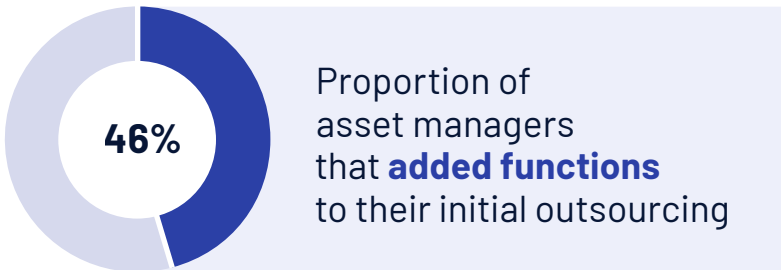 46%
Proportion of
asset managers
that added functions
to their initial outsourcing